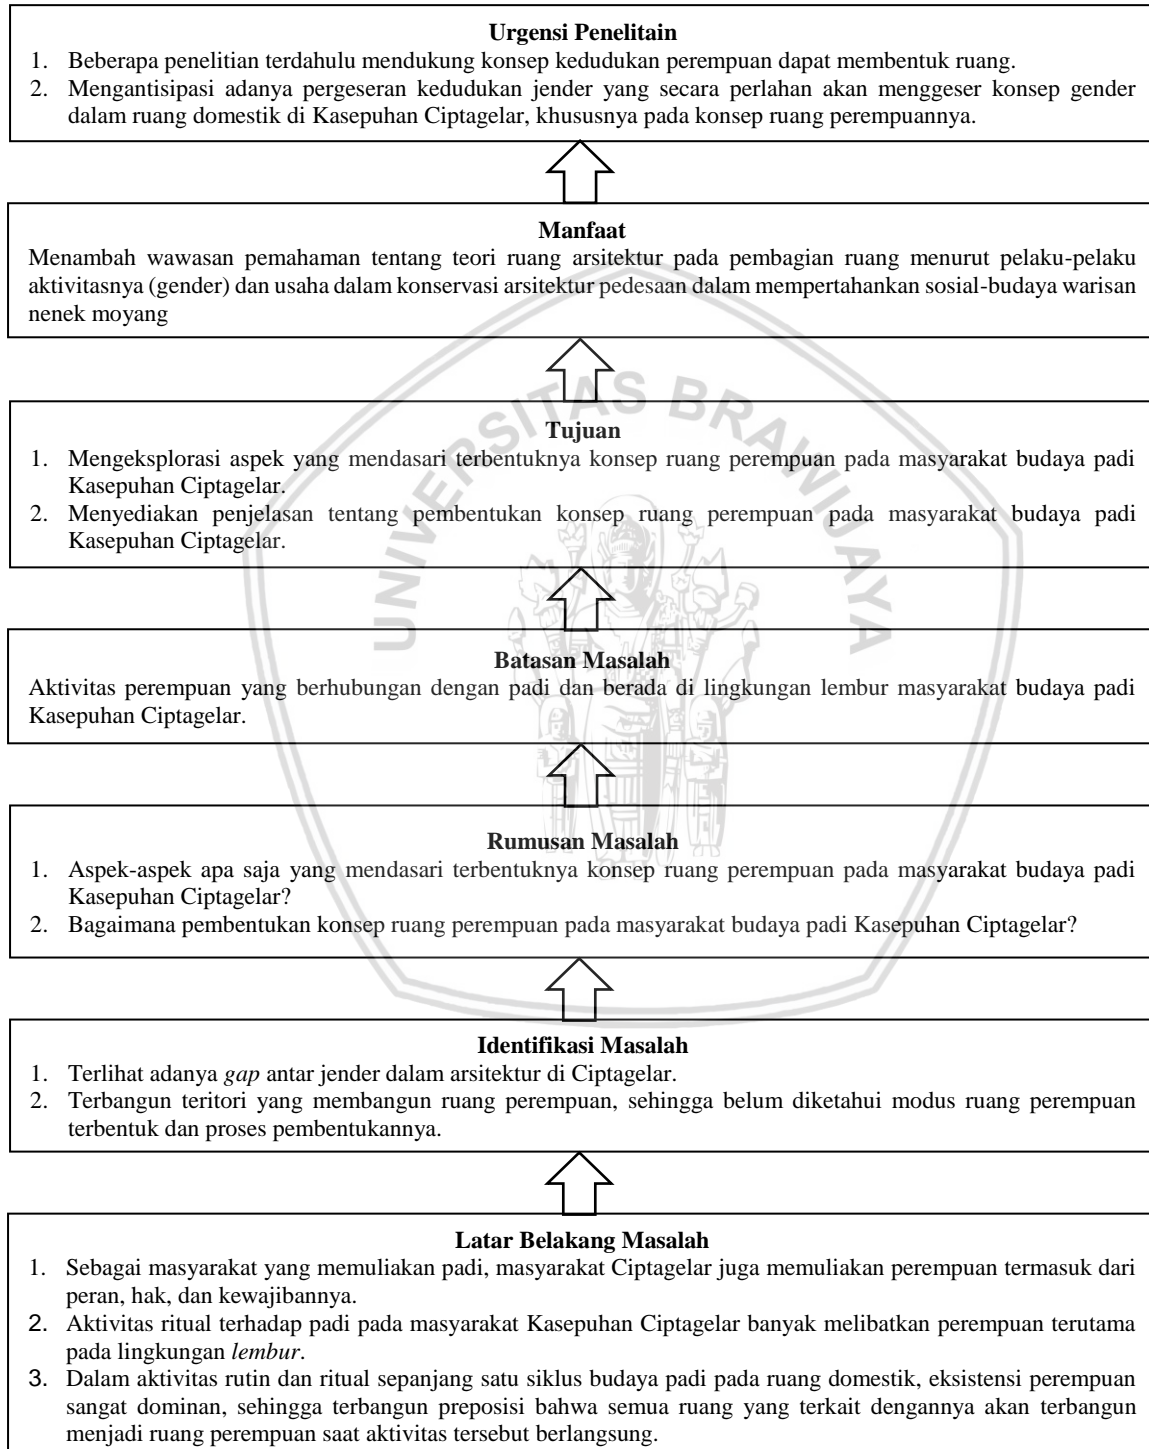 Urgensi Penelitain
1. Beberapa penelitian terdahulu mendukung konsep kedudukan perempuan dapat membentuk ruang.
2. Mengantisipasi adanya pergeseran kedudukan jender yang secara perlahan akan menggeser konsep gender
dalam ruang domestik di Kasepuhan Ciptagelar, khususnya pada konsep ruang perempuannya.
Manfaat
Menambah wawasan pemahaman tentang teori ruang arsitektur pada pembagian ruang menurut pelaku-pelaku
aktivitasnya (gender) dan usaha dalam konservasi arsitektur pedesaan dalam mempertahankan sosial-budaya warisan
nenek moyang
UNIVERSITAS BRAWIJAYA
Tujuan
1. Mengeksplorasi aspek yang mendasari terbentuknya konsep ruang perempuan pada masyarakat budaya padi
Kasepuhan Ciptagelar.
2. Menyediakan penjelasan tentang pembentukan konsep ruang perempuan pada masyarakat budaya padi
Kasepuhan Ciptagelar.
Batasan Masalah
Aktivitas perempuan yang berhubungan dengan padi dan berada di lingkungan lembur masyarakat budaya padi
Kasepuhan Ciptagelar.
Rumusan Masalah
1. Aspek-aspek apa saja yang mendasari terbentuknya konsep ruang perempuan pada masyarakat budaya padi
Kasepuhan Ciptagelar?
2. Bagaimana pembentukan konsep ruang perempuan pada masyarakat budaya padi Kasepuhan Ciptagelar?
Identifikasi Masalah
1. Terlihat adanya gap antar jender dalam arsitektur di Ciptagelar.
2. Terbangun teritori yang membangun ruang perempuan, sehingga belum diketahui modus ruang perempuan
terbentuk dan proses pembentukannya.
Latar Belakang Masalah
1. Sebagai masyarakat yang memuliakan padi, masyarakat Ciptagelar juga memuliakan perempuan termasuk dari
peran, hak, dan kewajibannya.
2. Aktivitas ritual terhadap padi pada masyarakat Kasepuhan Ciptagelar banyak melibatkan perempuan terutama
pada lingkungan lembur.
3. Dalam aktivitas rutin dan ritual sepanjang satu siklus budaya padi pada ruang domestik, eksistensi perempuan
sangat dominan, sehingga terbangun preposisi bahwa semua ruang yang terkait dengannya akan terbangun
menjadi ruang perempuan saat aktivitas tersebut berlangsung.